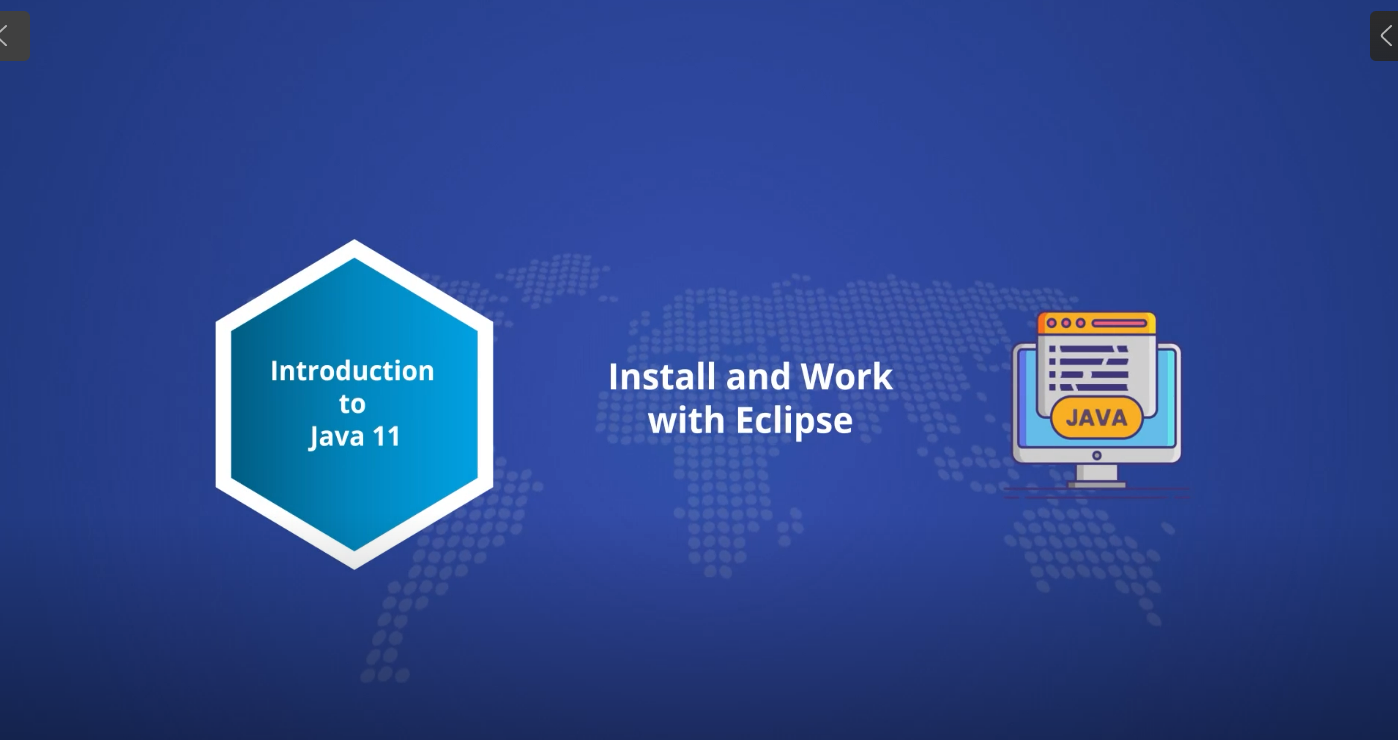 Introduction
to
Java 11
Install and Work
with Eclipse
JAVA